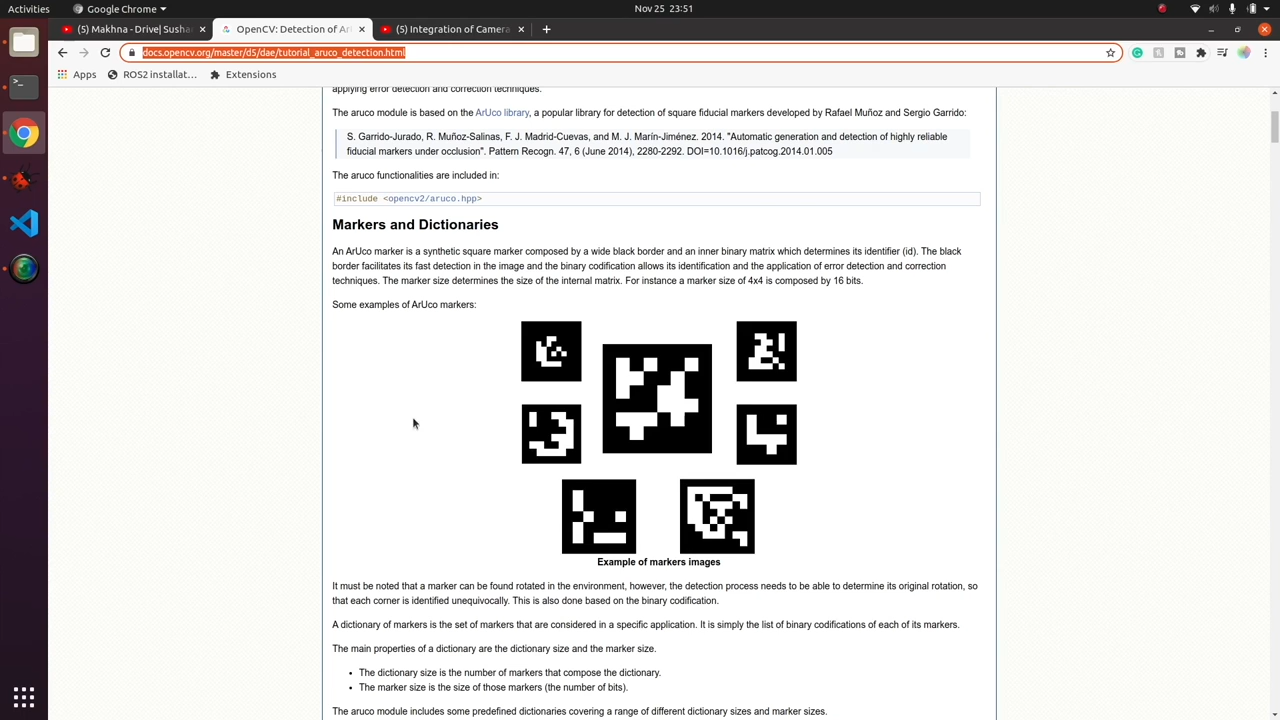 Activities
Google Chrome
Nov 25 23:51
(5) Makhna - Drive| Susha
OpenCV: Detection of Ar
(5) Integration of Camera
docs.opencv.org/master/d5/dae/tutorial_aruco_detection.html
Apps
ROS2 installat...
Extensions
applying error detection and correction techniques.
The aruco module is based on the ArUco library, a popular library for detection of square fiducial markers developed by Rafael Muñoz and Sergio Garrido:
S. Garrido-Jurado, R. Muñoz-Salinas, F. J. Madrid-Cuevas, and M. J. Marín-Jiménez. 2014. "Automatic generation and detection of highly reliable
fiducial markers under occlusion". Pattern Recogn. 47, 6 (June 2014), 2280-2292. DOI=10.1016/j.patcog.2014.01.005
The aruco functionalities are included in:
#include <opencv2/aruco.hpp>
Markers and Dictionaries
An ArUco marker is a synthetic square marker composed by a wide black border and an inner binary matrix which determines its identifier (id). The black
border facilitates its fast detection in the image and the binary codification allows its identification and the application of error detection and correction
techniques. The marker size determines the size of the internal matrix. For instance a marker size of 4x4 is composed by 16 bits.
Some examples of ArUco markers:
Example of markers images
It must be noted that a marker can be found rotated in the environment, however, the detection process needs to be able to determine its original rotation, so
that each corner is identified unequivocally. This is also done based on the binary codification.
A dictionary of markers is the set of markers that are considered in a specific application. It is simply the list of binary codifications of each of its markers.
The main properties of a dictionary are the dictionary size and the marker size.
• The dictionary size is the number of markers that compose the dictionary.
• The marker size is the size of those markers (the number of bits).
The aruco module includes some predefined dictionaries covering a range of different dictionary sizes and marker sizes.